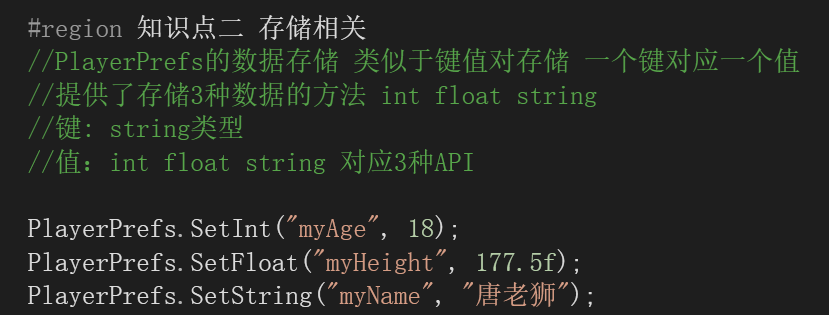 #region 知识点二 存储相关
//PlayerPrefs的数据存储 类似于键值对存储 一个键对应一个值
//提供了存储3种数据的方法 int float string
//键: string类型
//值：int float string 对应3种API
PlayerPrefs.SetInt("myAge", 18);
PlayerPrefs.SetFloat("myHeight", 177.5f);
PlayerPrefs.SetString("myName", "唐老狮");